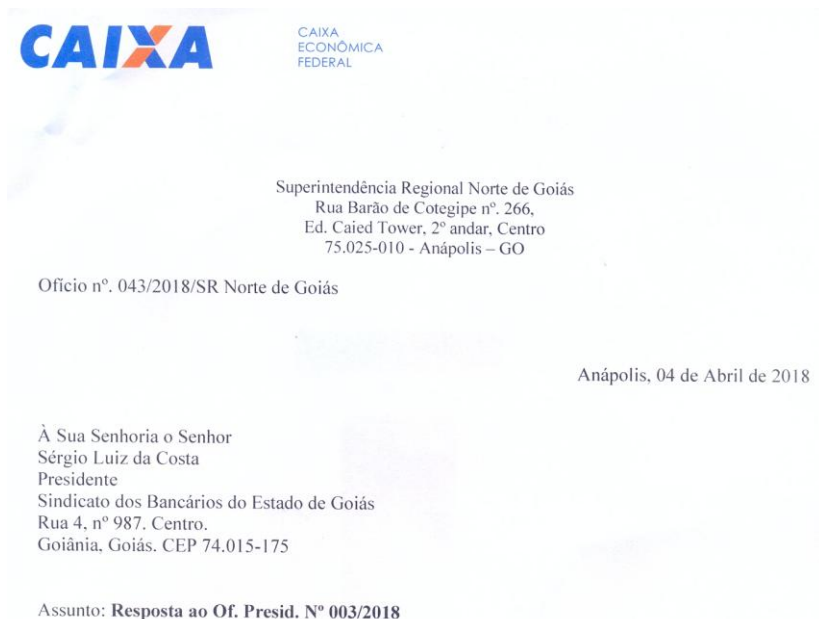 CAIXA
CAIXA
ECONÔMICA
FEDERAL
Superintendência Regional Norte de Goiás
Rua Barão de Cotegipe nº. 266,
Ed. Caied Tower, 2º andar, Centro
75.025-010 - Anápolis – GO
Ofício nº. 043/2018/SR Norte de Goiás
Anápolis, 04 de Abril de 2018
À Sua Senhoria o Senhor
Sérgio Luiz da Costa
Presidente
Sindicato dos Bancários do Estado de Goiás
Rua 4, nº 987. Centro.
Goiânia, Goiás. CEP 74.015-175
Assunto: Resposta ao Of. Presid. Nº 003/2018